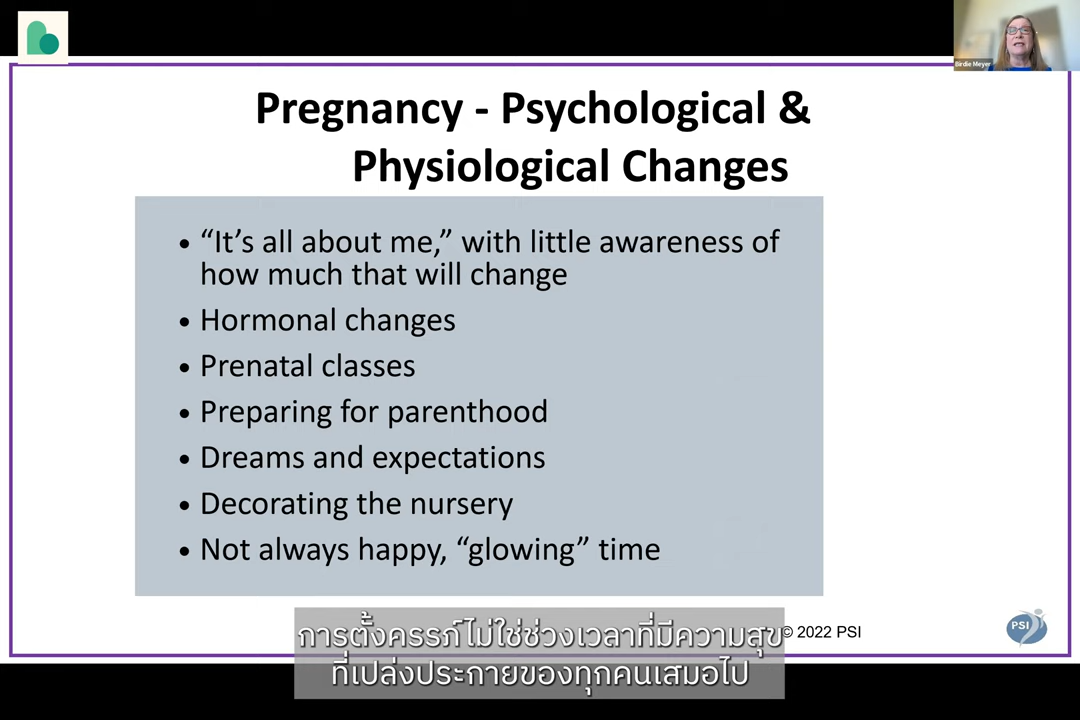 Birdie Meyer
Pregnancy - Psychological &
Physiological Changes
• “It’s all about me,” with little awareness of
how much that will change
• Hormonal changes
• Prenatal classes
• Preparing for parenthood
• Dreams and expectations
• Decorating the nursery
• Not always happy, “glowing” time
© 2022 PSI
PSI
การตั้งครรภ์ไม่ใช่ช่วงเวลาที่มีความสุข
ที่เปล่งประกายของทุกคนเสมอไป